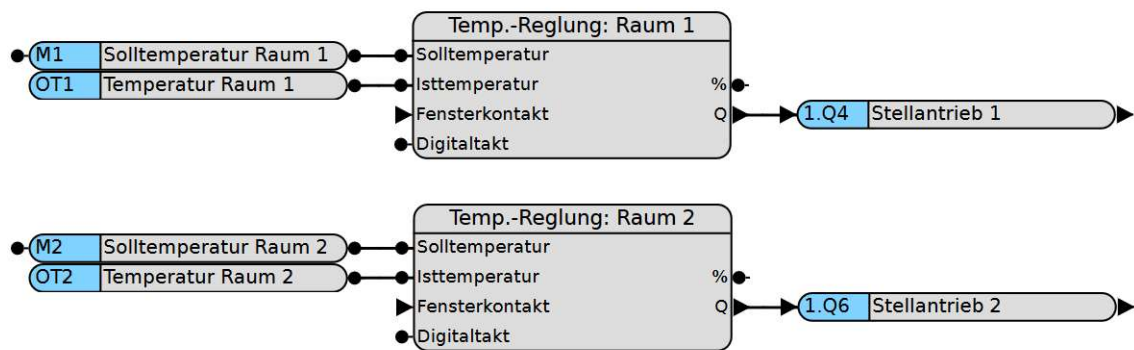 Temp.-Reglung: Raum 1
M1 Solltemperatur Raum 1 Solltemperatur
OT1 Temperatur Raum 1 Isttemperatur %
Fensterkontakt Q 1.Q4 Stellantrieb 1
Digitaltakt
Temp.-Reglung: Raum 2
M2 Solltemperatur Raum 2 Solltemperatur
OT2 Temperatur Raum 2 Isttemperatur %
Fensterkontakt Q 1.Q6 Stellantrieb 2
Digitaltakt